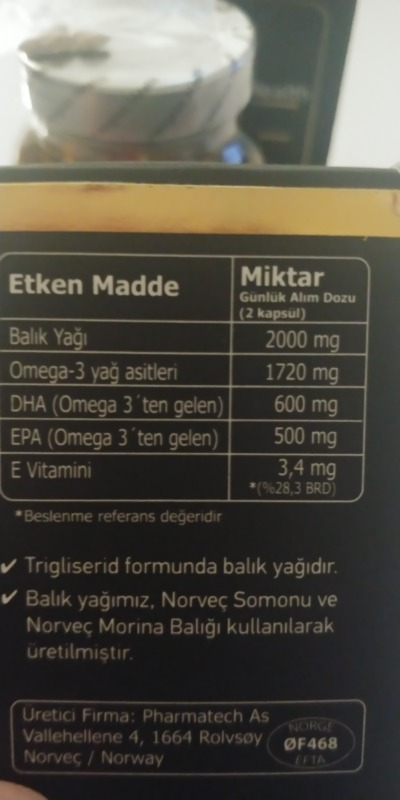 Etken Madde
Miktar
Günlük Alım Dozu
(2 kapsül)
Balık Yağı 2000 mg
Omega-3 yağ asitleri 1720 mg
DHA (Omega 3´ten gelen) 600 mg
EPA (Omega 3´ten gelen) 500 mg
E Vitamini 3,4 mg
*(%28,3 BRD)
*Beslenme referans değeridir
✔ Trigliserid formunda balık yağıdır.
✔ Balık yağımız, Norveç Somonu ve
Norveç Morina Balığı kullanılarak
üretilmiştir.
Üretici Firma: Pharmatech As
Vallehellene 4, 1664 Rolvsøy
Norveç / Norway
NORGE
ØF468
EFTA